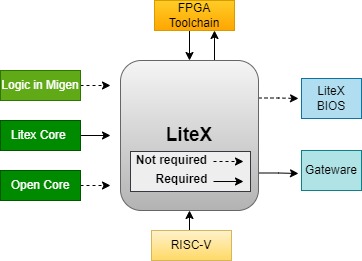 FPGA
Toolchain
Logic in Migen
Litex Core
Open Core
LiteX
Not required
Required
LiteX
BIOS
Gateware
RISC-V